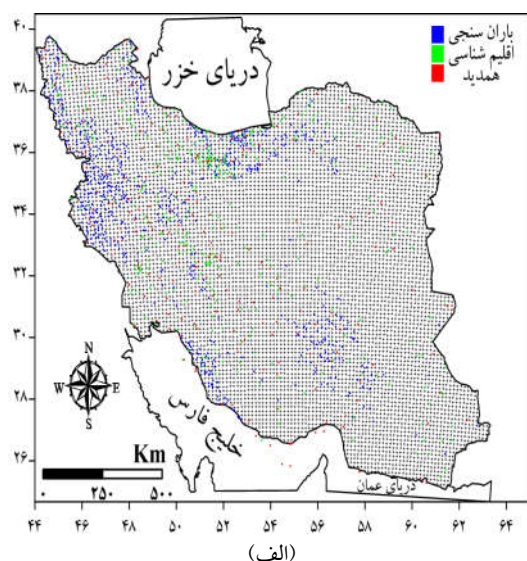 ۴۰
۳۸
۳۶
۳۴
۳۲
۳۰
۲۸
۲۶
باران سنجی
اقلیم شناسی
همدید
دریای خزر
N
W E
S
خلیج فارس
دریای عمان
Km
۰ ۲۵۰ ۵۰۰
۴۴ ۴۶ ۴۸ ۵۰ ۵۲ ۵۴ ۵۶ ۵۸ ۶۰ ۶۲ ۶۴
(الف)